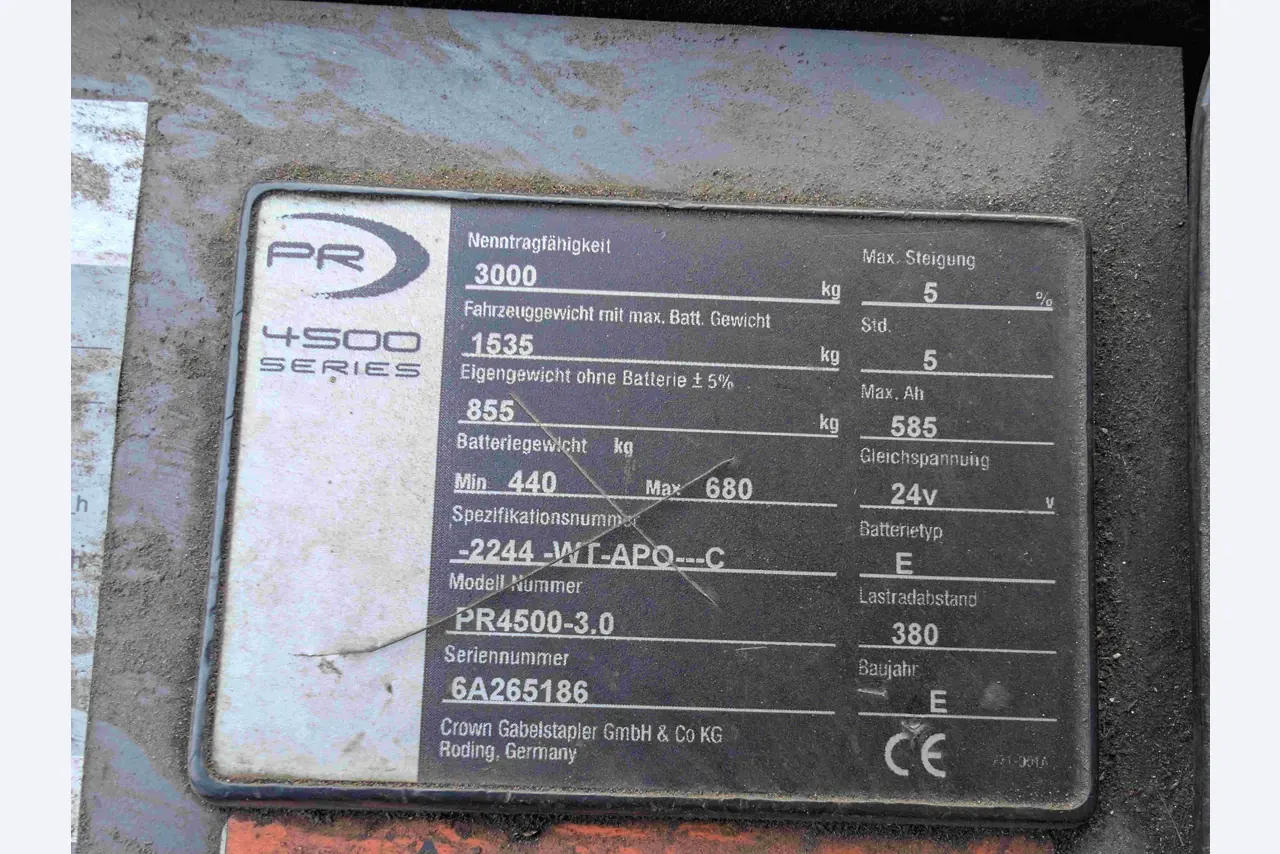 PR
4500
SERIES
Nenntragfähigkeit
3000 kg
Fahrzeuggewicht mit max. Batt. Gewicht
1535 kg
Eigengewicht ohne Batterie ± 5%
855 kg
Batteriegewicht kg
Min 440 Max 680
Spezifikationsnummer
-2244 -WT-APO---C
Modell Nummer
PR4500-3.0
Seriennummer
6A265186
Crown Gabelstapler GmbH & Co KG
Roding, Germany
Max. Steigung
5 %
Std.
5
Max. Ah
585
Gleichspannung
24v v
Batterietyp
E
Lastradabstand
380
Baujahr
E
CE
h